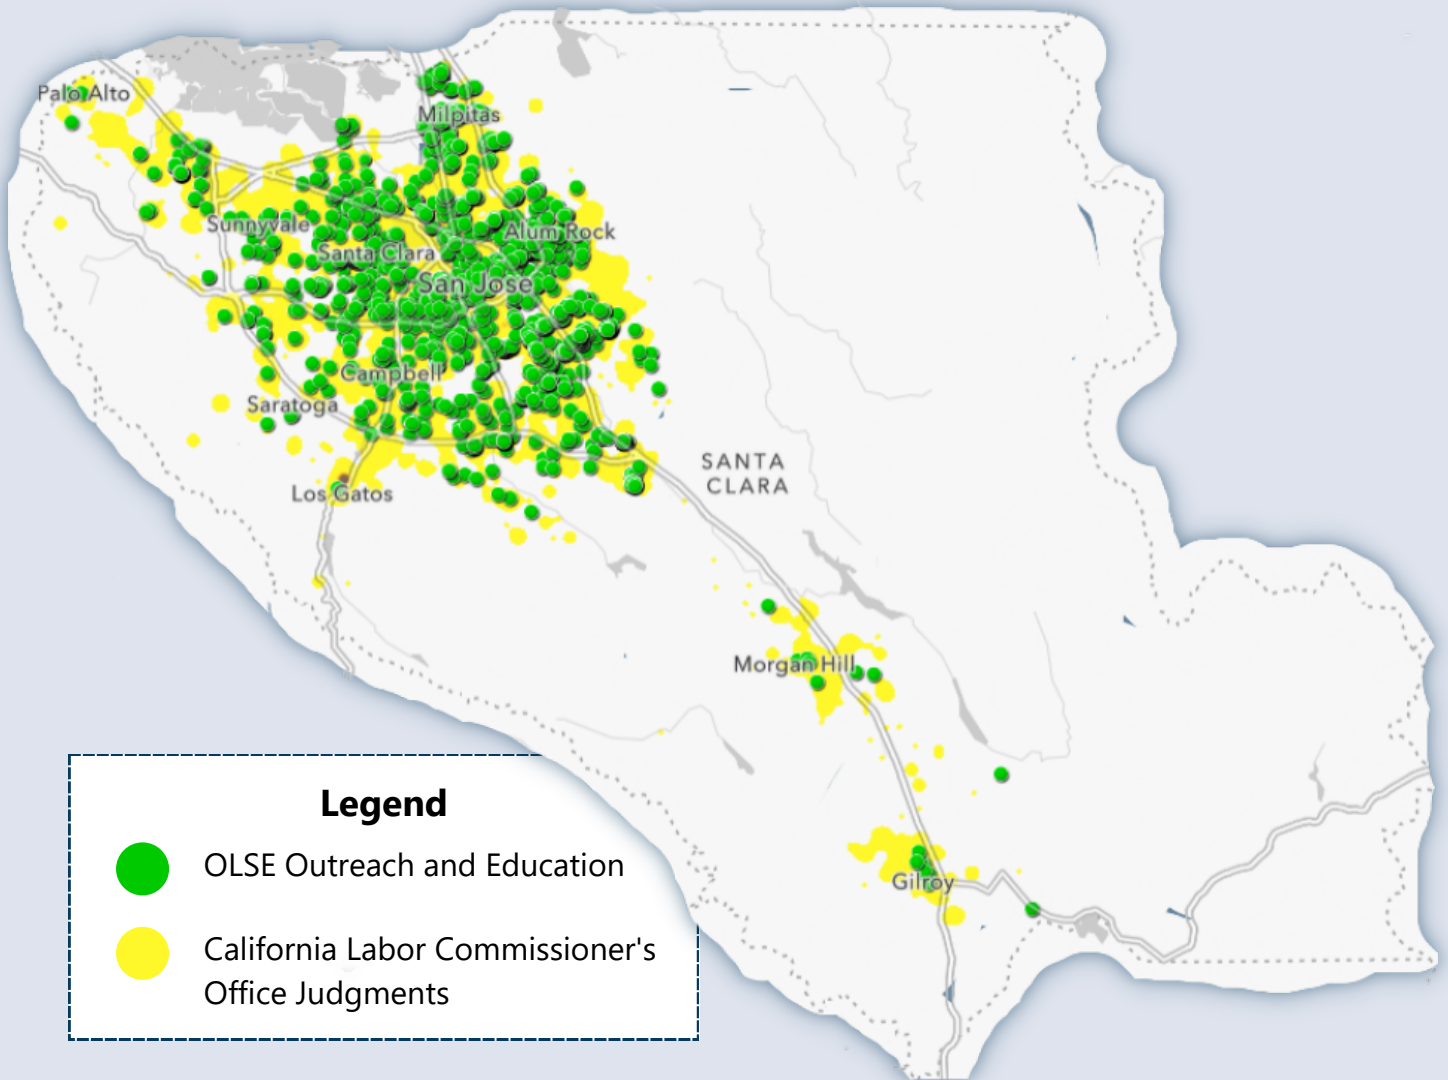 Palo Alto
Milpitas
Sunnyvale
Alum Rock
Santa Clara
San Jose
Campbell
Saratoga
Los Gatos
SANTA
CLARA
Morgan Hill
Gilroy
Legend
OLSE Outreach and Education
California Labor Commissioner's
Office Judgments